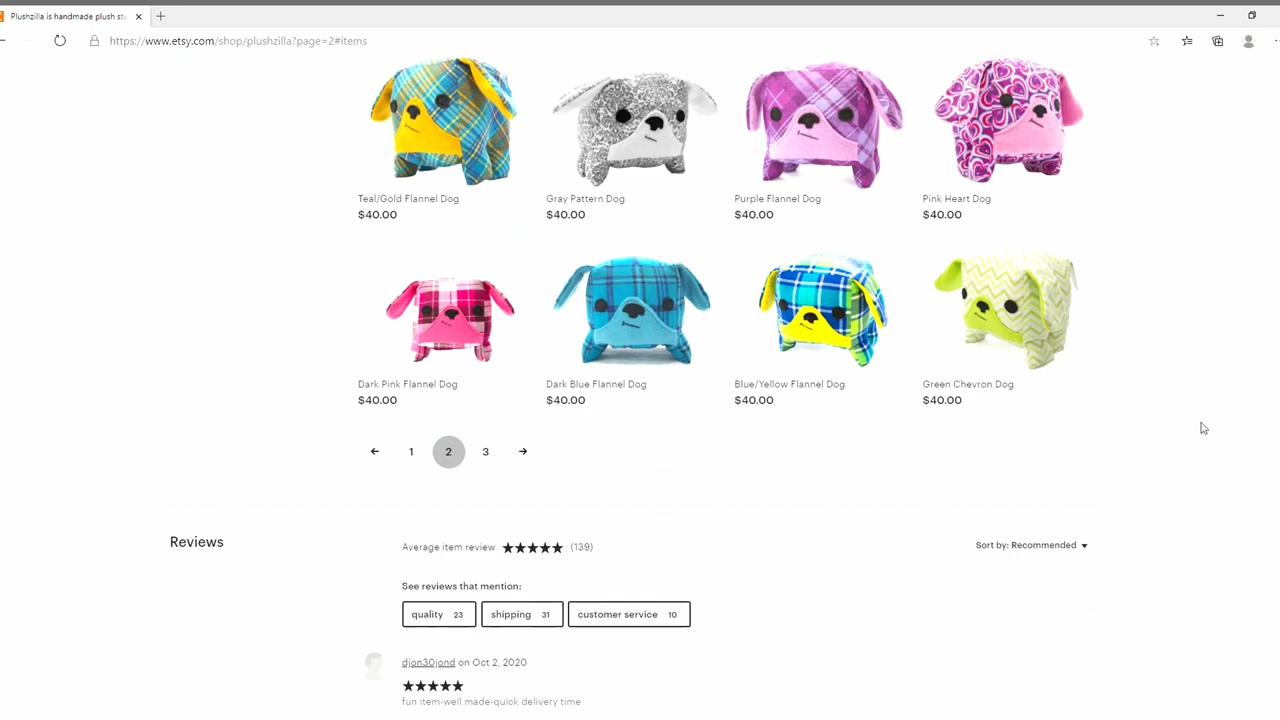 Plushzilla is handmade plush stu
https://www.etsy.com/shop/plushzilla?page=2#items
Teal/Gold Flannel Dog
$40.00
Gray Pattern Dog
$40.00
Purple Flannel Dog
$40.00
Pink Heart Dog
$40.00
Dark Pink Flannel Dog
$40.00
Dark Blue Flannel Dog
$40.00
Blue/Yellow Flannel Dog
$40.00
Green Chevron Dog
$40.00
← 1 2 3 →
Reviews
Average item review ★★★★★ (139)
Sort by: Recommended
See reviews that mention:
quality 23 shipping 31 customer service 10
djon30jond on Oct 2, 2020
★★★★★
fun item-well made-quick delivery time